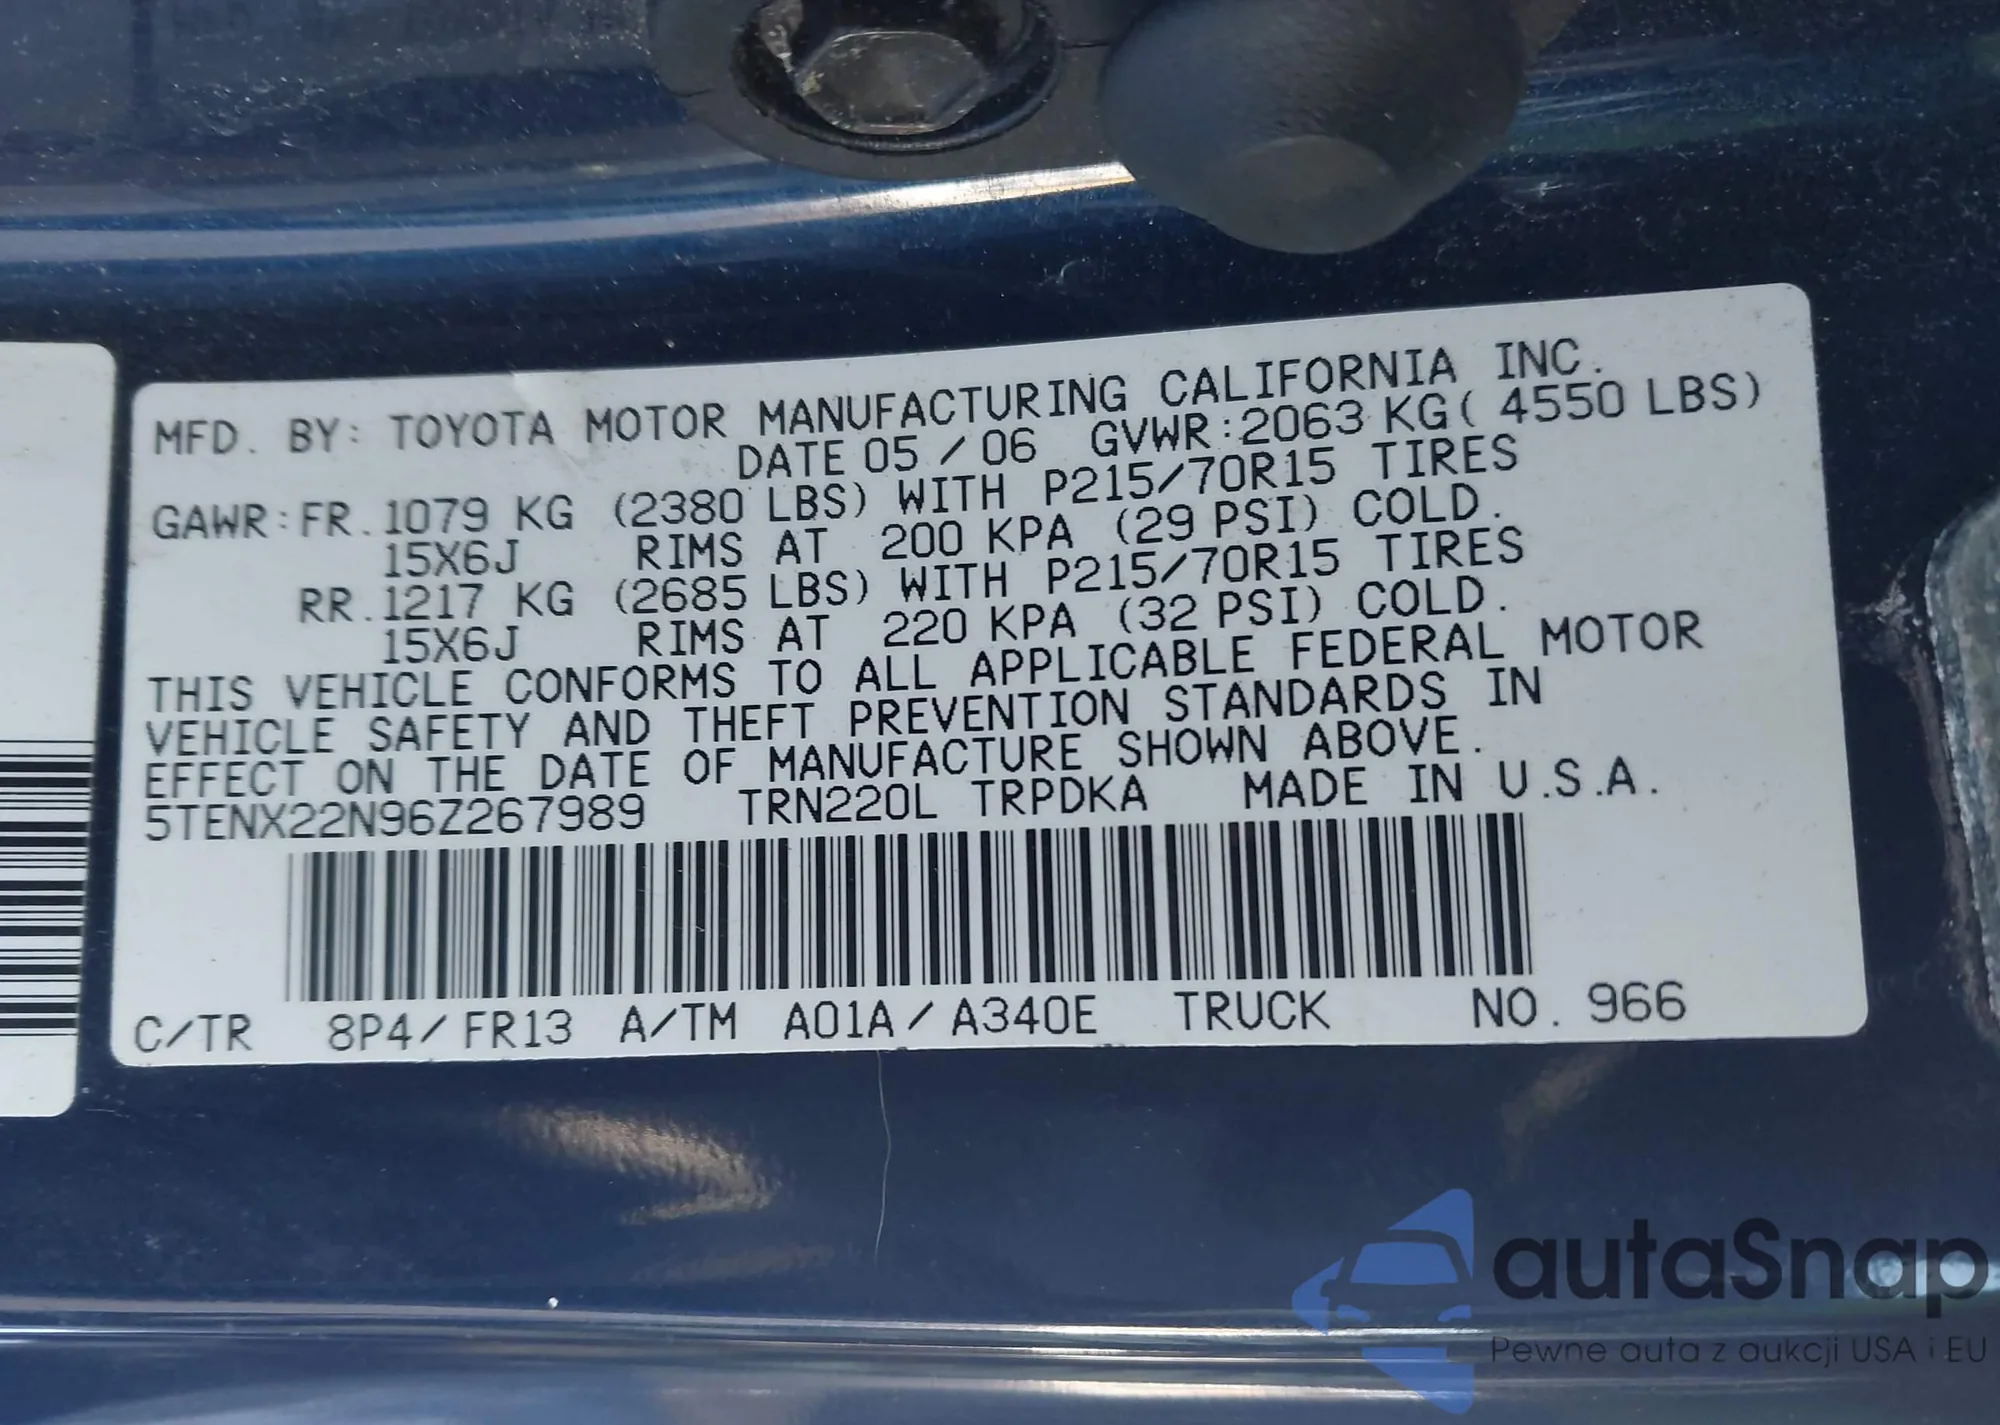 MFD. BY: TOYOTA MOTOR MANUFACTURING CALIFORNIA INC.
DATE 05 / 06 GVWR:2063 KG( 4550 LBS)
GAWR:FR.1079 KG (2380 LBS) WITH P215/70R15 TIRES
15X6J RIMS AT 200 KPA (29 PSI) COLD.
RR.1217 KG (2685 LBS) WITH P215/70R15 TIRES
15X6J RIMS AT 220 KPA (32 PSI) COLD.
THIS VEHICLE CONFORMS TO ALL APPLICABLE FEDERAL MOTOR
VEHICLE SAFETY AND THEFT PREVENTION STANDARDS IN
EFFECT ON THE DATE OF MANUFACTURE SHOWN ABOVE.
5TENX22N96Z267989 TRN220L TRPDKA MADE IN U.S.A.
C/TR 8P4/FR13 A/TM A01A/A340E TRUCK NO. 966
autaSnap
Pewne auta z aukcji USA i EU